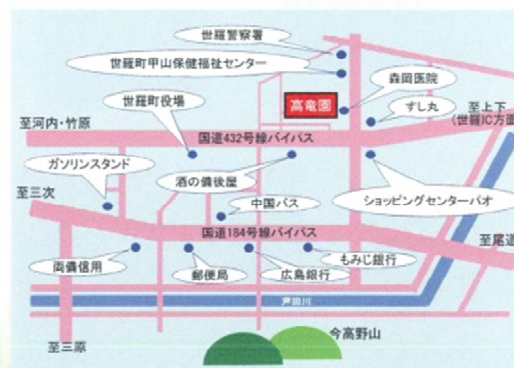 世羅警察署
世羅町甲山保健福祉センター
森岡医院
高竜園
世羅町役場
すし丸
至上下
(世羅IC方面
至河内・竹原
国道432号線バイパス
ガソリンスタンド
酒の備後屋
ショッピングセンターパオ
至三次
中国バス
国道184号線バイパス
至尾道
両備信用
郵便局
広島銀行
もみじ銀行
芦田川
今高野山
至三原